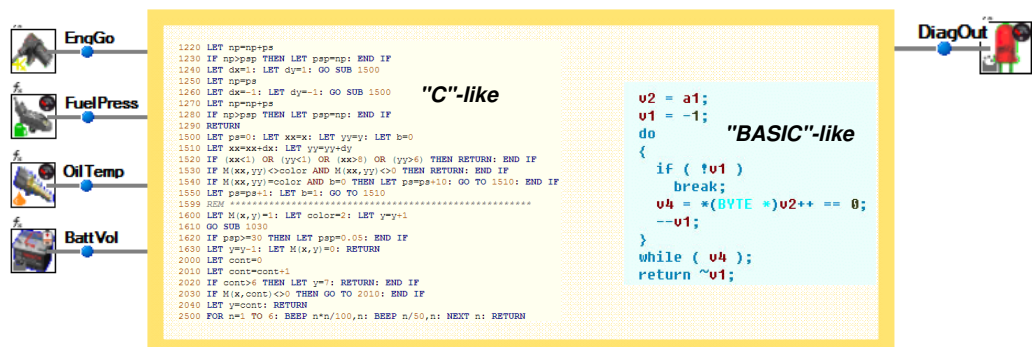 EngGo
FuelPress
OilTemp
BattVol
1220 LET np=np+ps
1230 IF np>psp THEN LET psp=np: END IF
1240 LET dx=1: LET dy=1: GO SUB 1500
1250 LET np=ps
1260 LET dx=-1: LET dy=-1: GO SUB 1500
1270 LET np=np+ps
1280 IF np>psp THEN LET psp=np: END IF
1290 RETURN
1500 LET ps=0: LET xx=x: LET yy=y: LET b=0
1510 LET xx=xx+dx: LET yy=yy+dy
1520 IF (xx<1) OR (yy<1) OR (xx>8) OR (yy>6) THEN RETURN: END IF
1530 IF M(xx,yy)<>color AND M(xx,yy)<>0 THEN RETURN: END IF
1540 IF M(xx,yy)=color AND b=0 THEN LET ps=ps+10: GO TO 1510: END IF
1550 LET ps=ps+1: LET b=1: GO TO 1510
1599 REM ****************************************************
1600 LET M(x,y)=1: LET color=2: LET y=y+1
1610 GO SUB 1030
1620 IF psp>=30 THEN LET psp=0.05: END IF
1630 LET y=y-1: LET M(x,y)=0: RETURN
2000 LET cont=0
2010 LET cont=cont+1
2020 IF cont>6 THEN LET y=7: RETURN: END IF
2030 IF M(x,cont)<>0 THEN GO TO 2010: END IF
2040 LET y=cont: RETURN
2500 FOR n=1 TO 6: BEEP n*n/100,n: BEEP n/50,n: NEXT n: RETURN
"C"-like
v2 = a1;
v1 = -1;
do
{
if ( !v1 )
break;
v4 = *(BYTE *)v2++ == 0;
--v1;
}
while ( v4 );
return ~v1;
"BASIC"-like
DiagOut